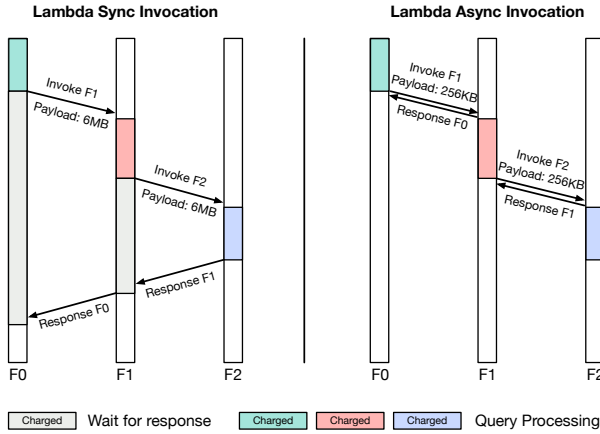 Lambda Sync Invocation
Invoke F1
Payload: 6MB
Invoke F2
Payload: 6MB
Response F1
Response F0
F0
F1
F2
Lambda Async Invocation
Invoke F1
Payload: 256KB
Response F0
Invoke F2
Payload: 256KB
Response F1
F0
F1
F2
Charged Wait for response
Charged Charged Charged Query Processing